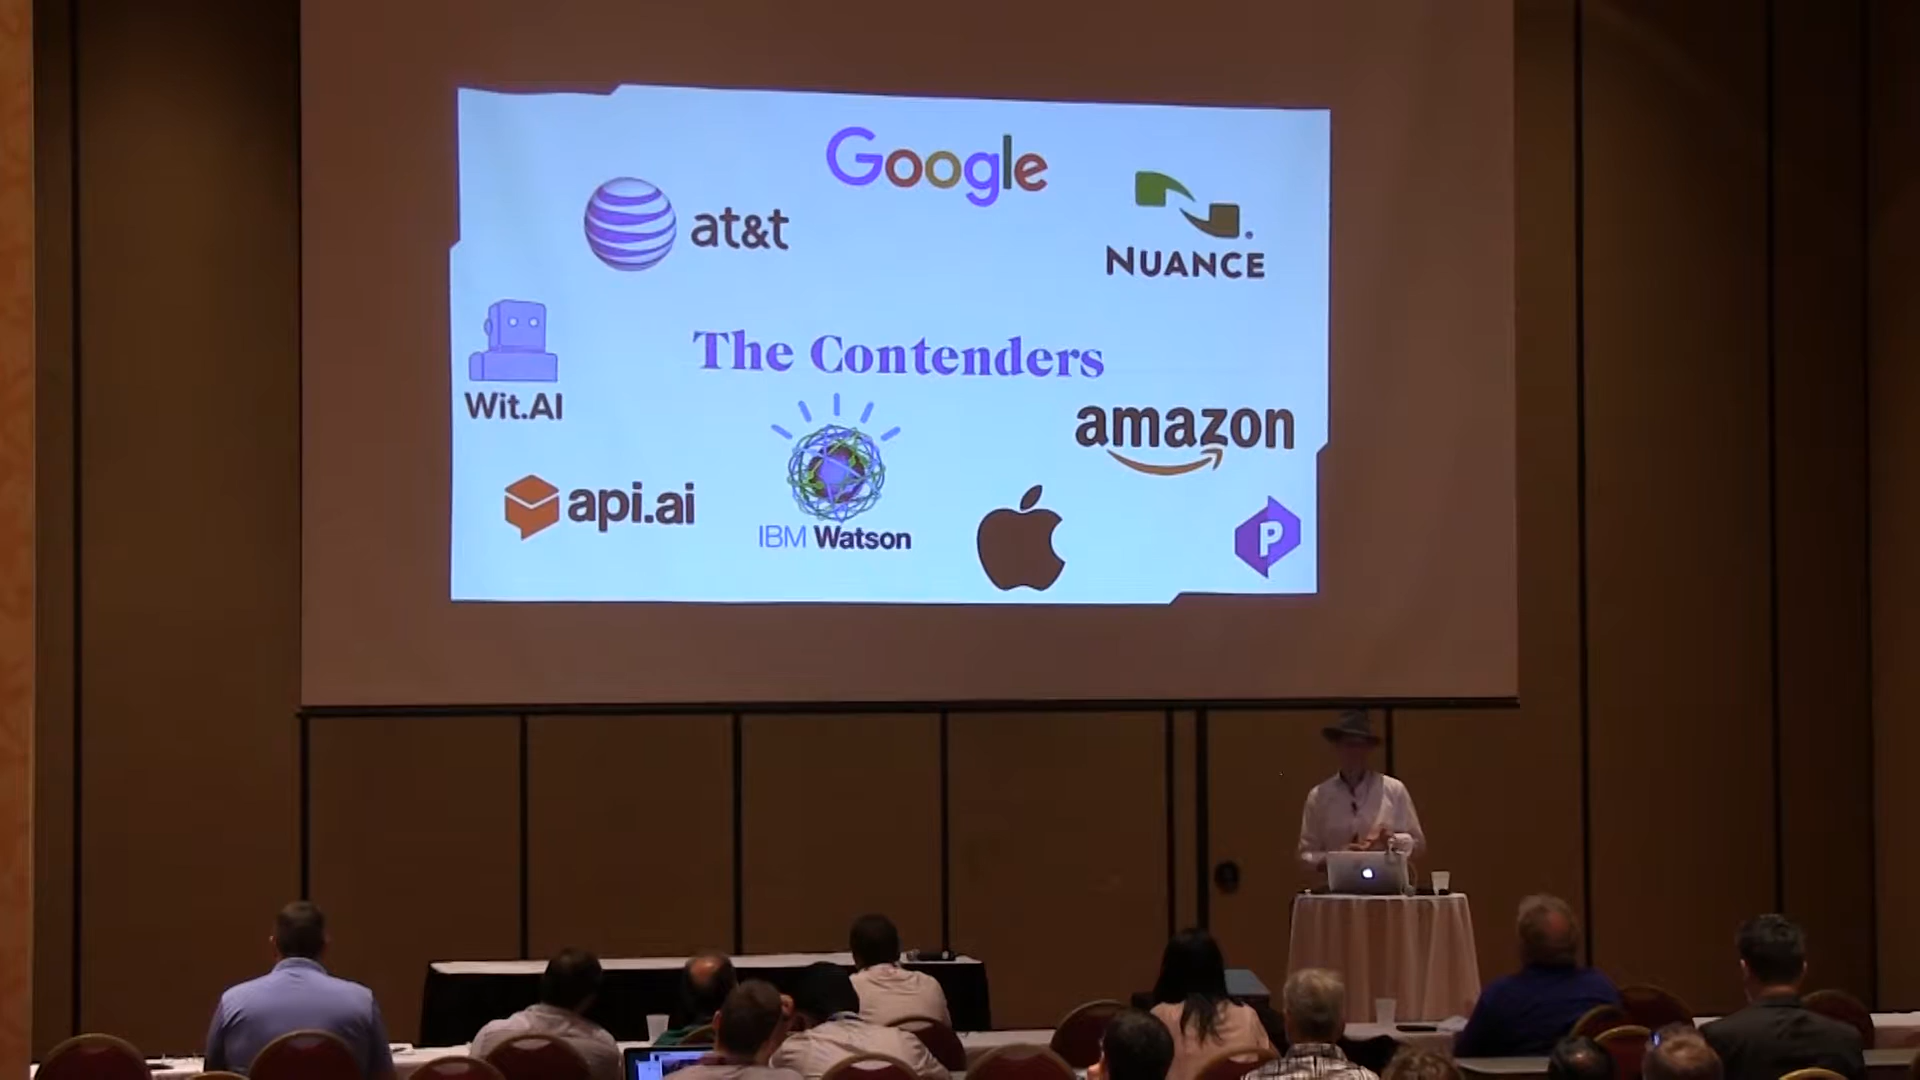 Google
at&t
NUANCE
The Contenders
Wit.AI
amazon
api.ai
IBM Watson
P